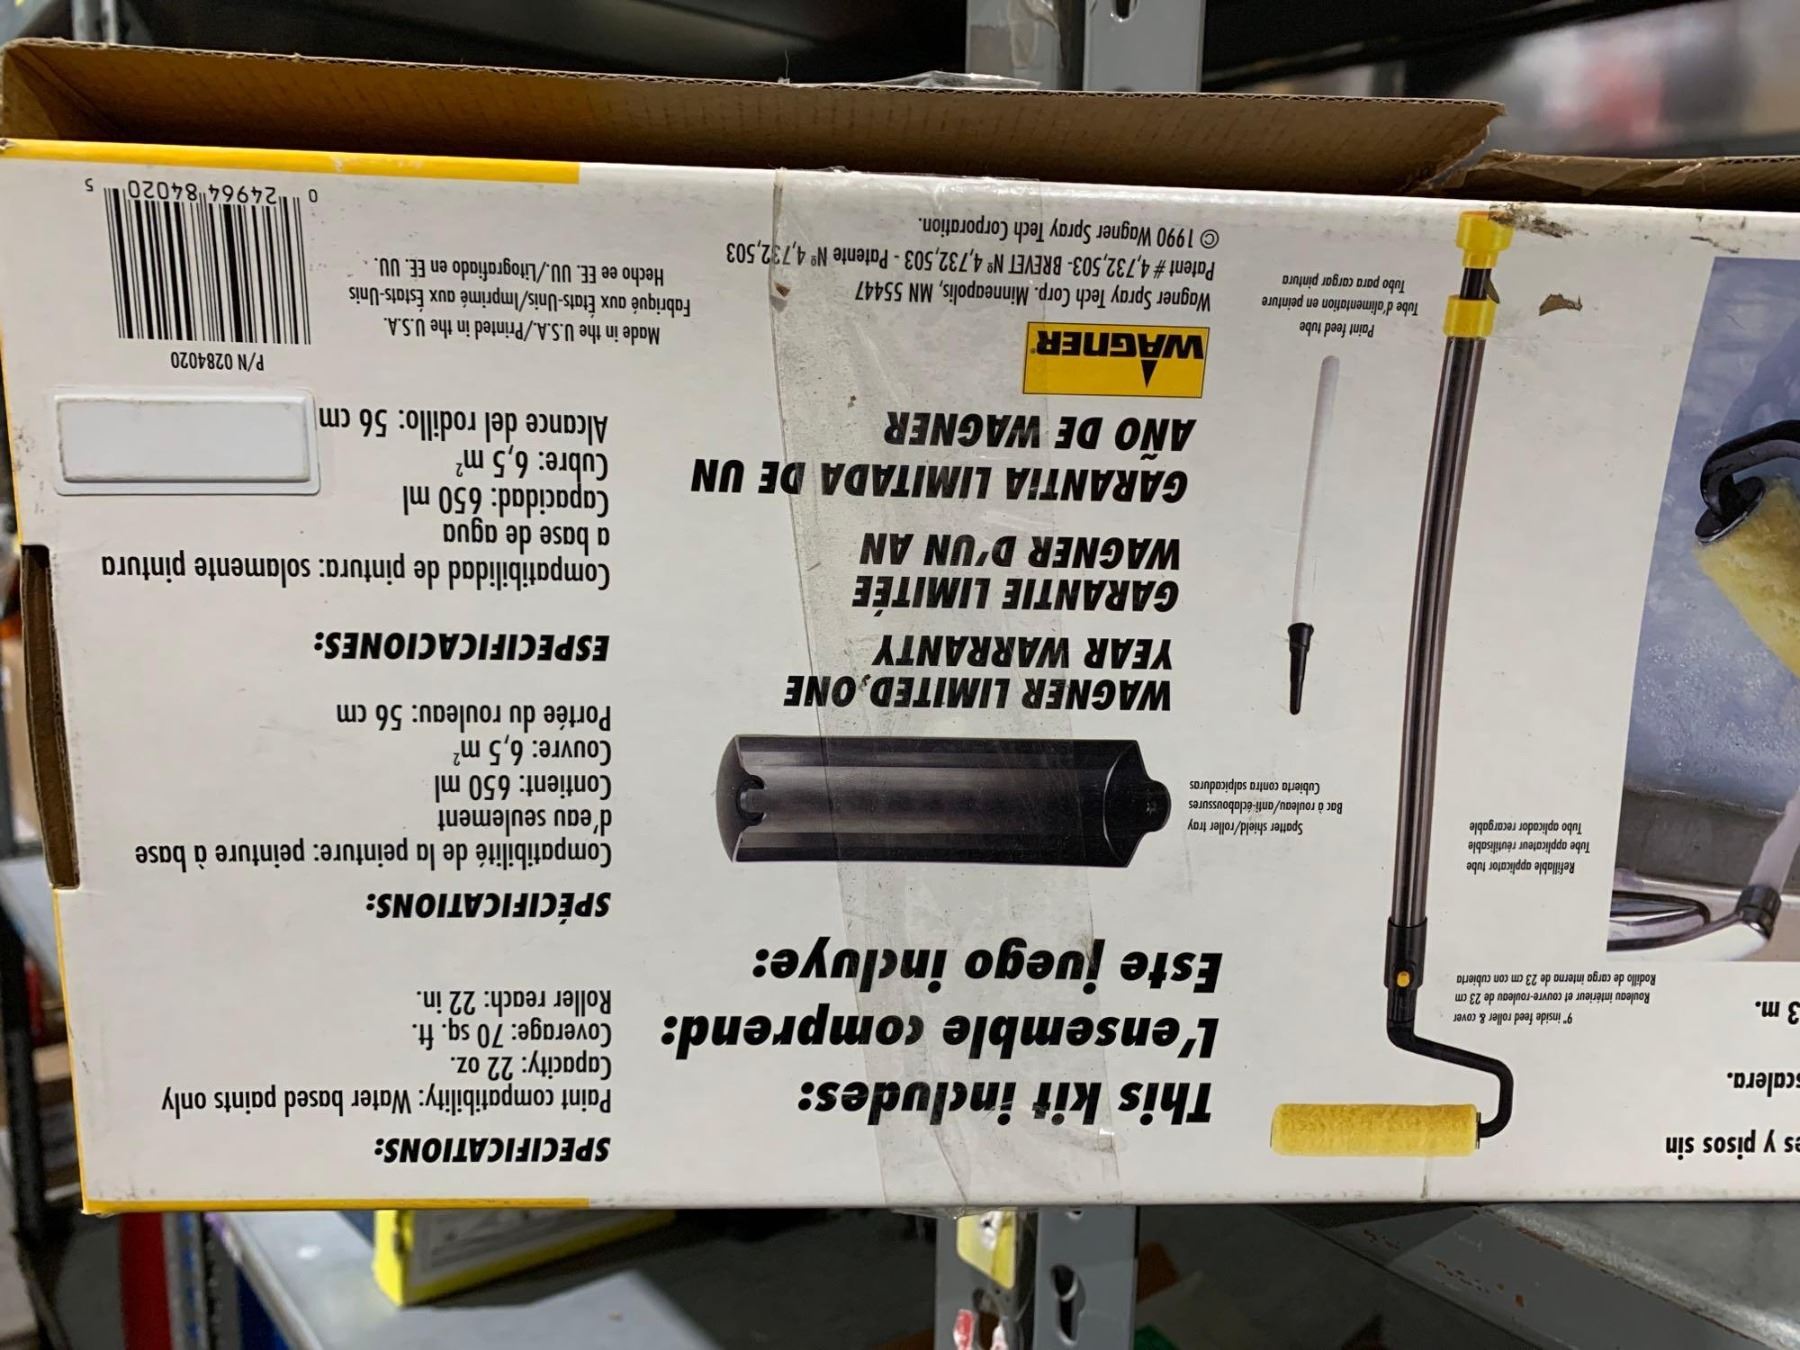 es y pisos sin
scalera.
3 m.
9" inside feed roller & cover
Rouleau intérieur et couvre-rouleau de 23 cm
Rodillo de carga interna de 23 cm con cubierta
Refillable applicator tube
Tube applicateur réutilisable
Tubo aplicador recargable
Paint feed tube
Tube d'alimentation en peinture
Tubo para cargar pintura
This kit includes:
L'ensemble comprend:
Este juego incluye:
Spatter shield/roller tray
Bac à rouleau/anti-éclaboussures
Cubierta contra salpicaduras
WAGNER LIMITED, ONE
YEAR WARRANTY
GARANTIE LIMITÉE
WAGNER D'UN AN
GARANTIA LIMITADA DE UN
AÑO DE WAGNER
WAGNER
Wagner Spray Tech Corp. Minneapolis, MN 55447
Patent # 4,732,503- BREVET Nº 4,732,503 - Patente Nº 4,732,503
© 1990 Wagner Spray Tech Corporation.
SPECIFICATIONS:
Paint compatibility: Water based paints only
Capacity: 22 oz.
Coverage: 70 sq. ft.
Roller reach: 22 in.
SPÉCIFICATIONS:
Compatibilité de la peinture: peinture à base
d'eau seulement
Contient: 650 ml
Couvre: 6,5 m²
Portée du rouleau: 56 cm
ESPECIFICACIONES:
Compatibilidad de pintura: solamente pintura
a base de agua
Capacidad: 650 ml
Cubre: 6,5 m²
Alcance del rodillo: 56 cm
Made in the U.S.A./Printed in the U.S.A.
Fabriqué aux États-Unis/Imprimé aux États-Unis
Hecho ee EE. UU./Litografiado en EE. UU.
P/N 0284020
0 24964 84020 5